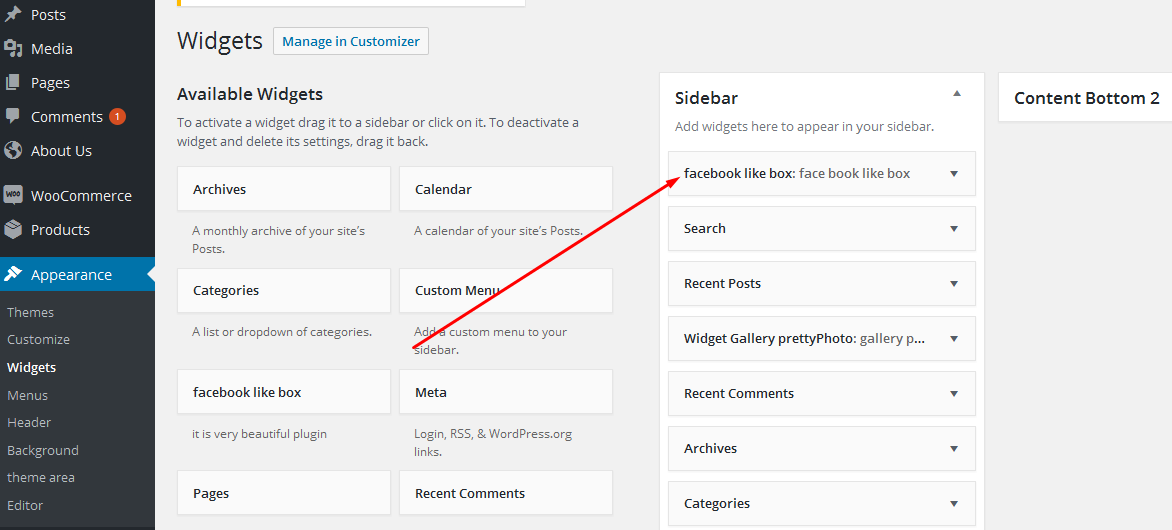 Posts
Media
Pages
Comments 1
About Us
WOO WooCommerce
Products
Appearance
Themes
Customize
Widgets
Menus
Header
Background
theme area
Editor
Widgets
Manage in Customizer
Available Widgets
To activate a widget drag it to a sidebar or click on it. To deactivate a
widget and delete its settings, drag it back.
Archives
A monthly archive of your site's
Posts.
Calendar
A calendar of your site's Posts.
Categories
A list or dropdown of categories.
Custom Menu
Add a custom menu to your
sidebar.
facebook like box
it is very beautiful plugin
Meta
Login, RSS, & WordPress.org
links.
Pages
Recent Comments
Sidebar
Add widgets here to appear in your sidebar.
facebook like box: face book like box
Search
Recent Posts
Widget Gallery prettyPhoto: gallery p...
Recent Comments
Archives
Categories
Content Bottom 2